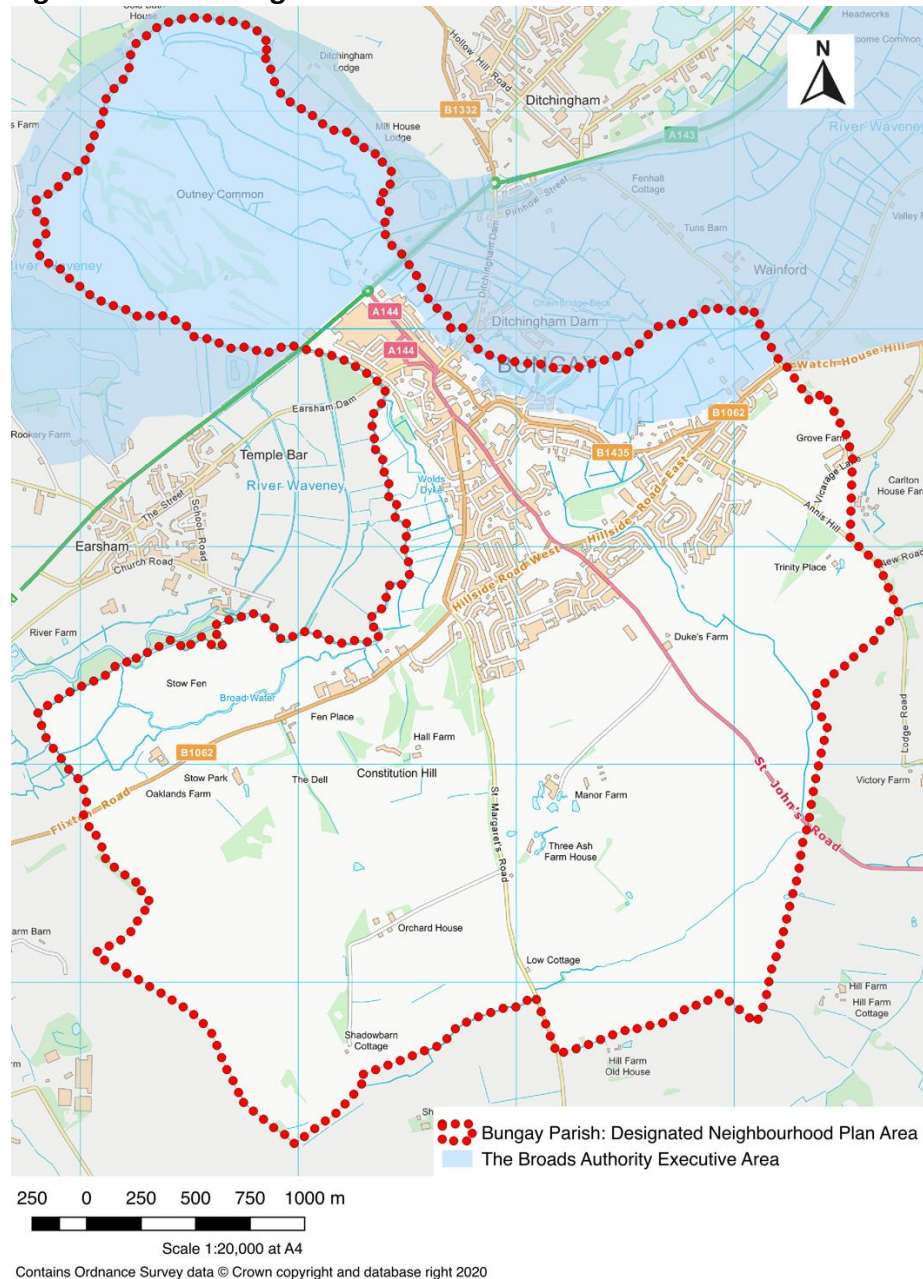 House
Ditchingham
Lodge
Hollow Hill Road
Ditchingham
Headworks
N
B1332
Mill House
Lodge
A143
River Waveney
s Farm
Outney Common
Pirnhow Street
Fenhall
Cottage
Tuns Barn
Valley F
River Waveney
Ditchingham Dam
Wainford
Chainbridge Beck
A144
Ditchingham Dam
A144
BUNGAY
Watch House Hill
Earsham Dam
B1062
Rookery Farm
Temple Bar
B1435
Grove Farm
Vicarage Lane
Carlton
House Far
The Street
School Road
River Waveney
Wolds
Dyke
Hillside Road East
Annis Hill
Earsham
Church Road
Hillside Road West
Trinity Place
New Road
River Farm
Duke's Farm
Stow Fen
Broad Water
Fen Place
Lodge Road
B1062
Hall Farm
Stow Park
Constitution Hill
Oaklands Farm
The Dell
Manor Farm
Victory Farm
Flixton Road
St. Margaret's Road
St. John's Road
Three Ash
Farm House
arm Barn
Orchard House
Low Cottage
Hill Farm
Hill Farm
Cottage
Shadowbarn
Cottage
Hill Farm
Old House
rm
Sh
Bungay Parish: Designated Neighbourhood Plan Area
The Broads Authority Executive Area
250 0 250 500 750 1000 m
Scale 1:20,000 at A4
Contains Ordnance Survey data © Crown copyright and database right 2020